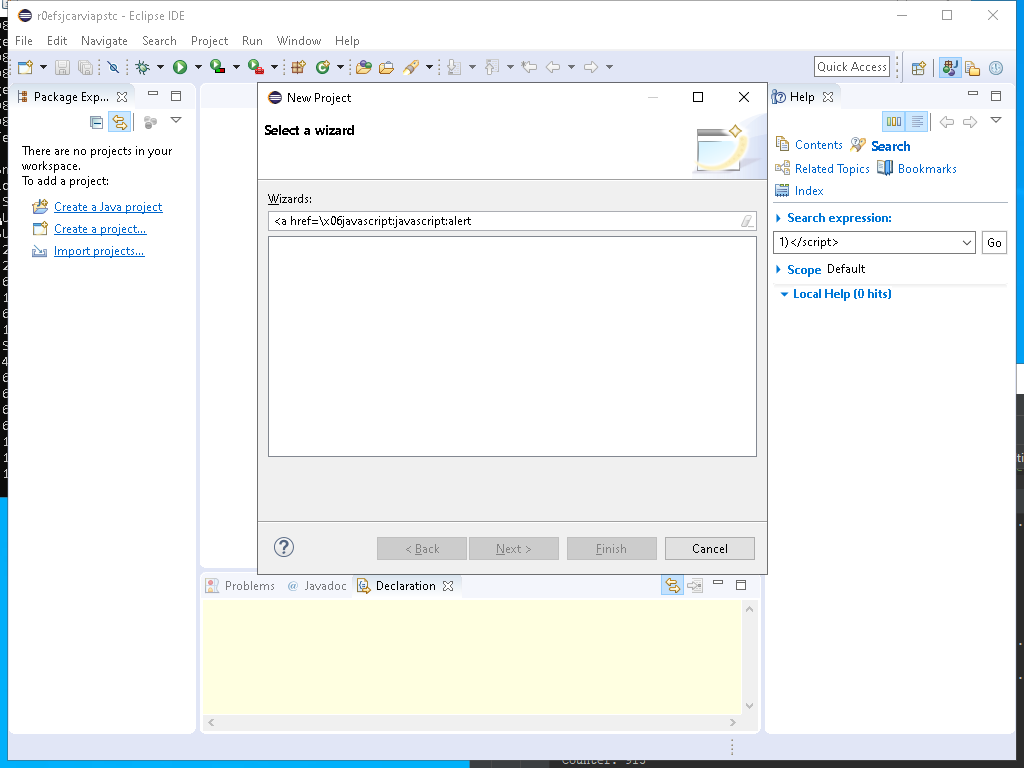 r0efsjcarviapstc - Eclipse IDE
File Edit Navigate Search Project Run Window Help
Quick Access
Package Exp...
There are no projects in your
workspace.
To add a project:
Create a Java project
Create a project...
Import projects...
New Project
Select a wizard
Wizards:
<a href=\x06javascript:javascript:alert
< Back
Next >
Finish
Cancel
Help
Contents
Search
Related Topics
Bookmarks
Index
Search expression:
1)</script>
Go
Scope Default
Local Help (0 hits)
Problems
@ Javadoc
Declaration
Counter: 915